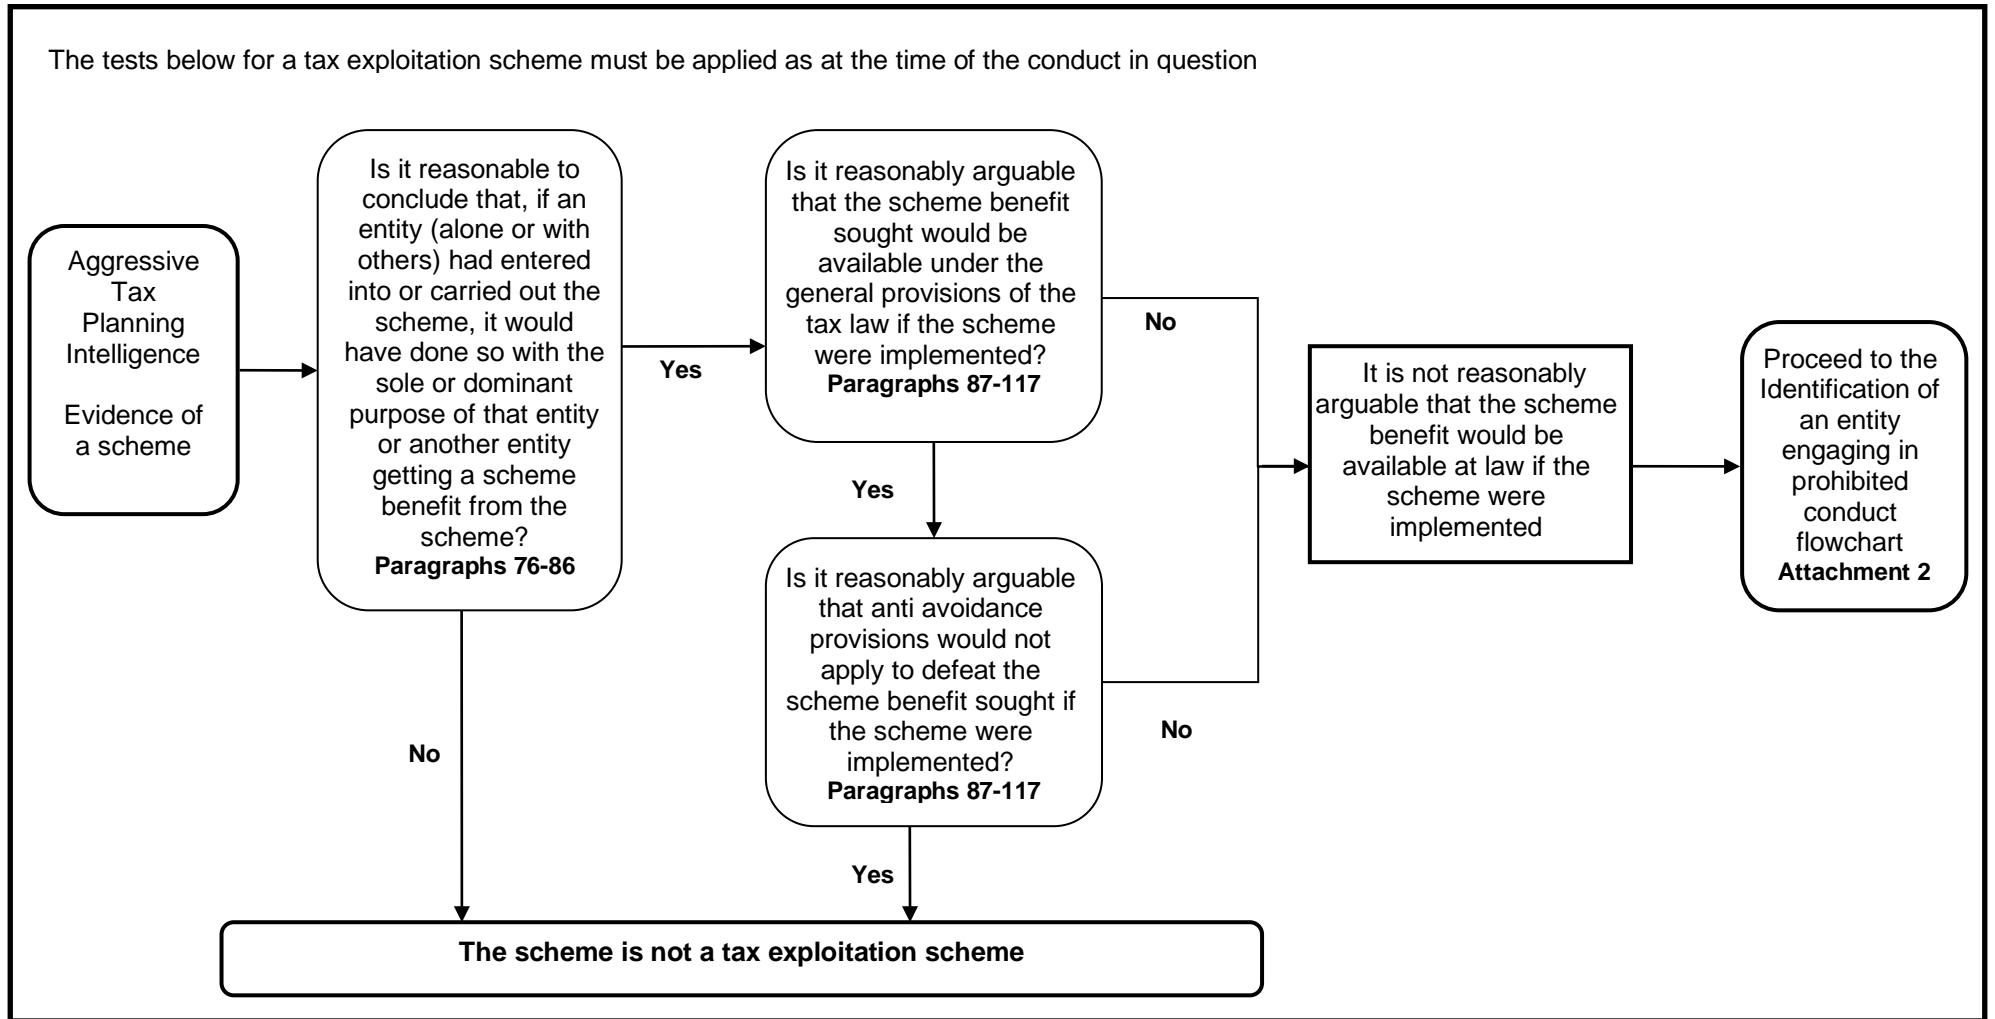 The tests below for a tax exploitation scheme must be applied as at the time of the conduct in question
Aggressive
Tax
Planning
Intelligence
Evidence of
a scheme
Is it reasonable to
conclude that, if an
entity (alone or with
others) had entered
into or carried out the
scheme, it would
have done so with the
sole or dominant
purpose of that entity
or another entity
getting a scheme
benefit from the
scheme?
Paragraphs 76-86
Yes
No
Is it reasonably arguable
that the scheme benefit
sought would be
available under the
general provisions of the
tax law if the scheme
were implemented?
Paragraphs 87-117
No
Yes
Is it reasonably arguable
that anti avoidance
provisions would not
apply to defeat the
scheme benefit sought if
the scheme were
implemented?
Paragraphs 87-117
No
Yes
It is not reasonably
arguable that the scheme
benefit would be
available at law if the
scheme were
implemented
Proceed to the
Identification of
an entity
engaging in
prohibited
conduct
flowchart
Attachment 2
The scheme is not a tax exploitation scheme